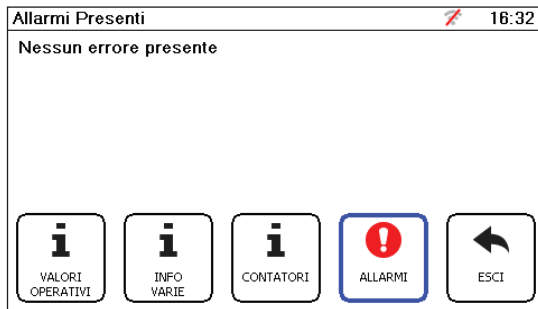 Allarmi Presenti 16:32
Nessun errore presente
VALORI OPERATIVI
INFO VARIE
CONTATORI
ALLARMI
ESCI